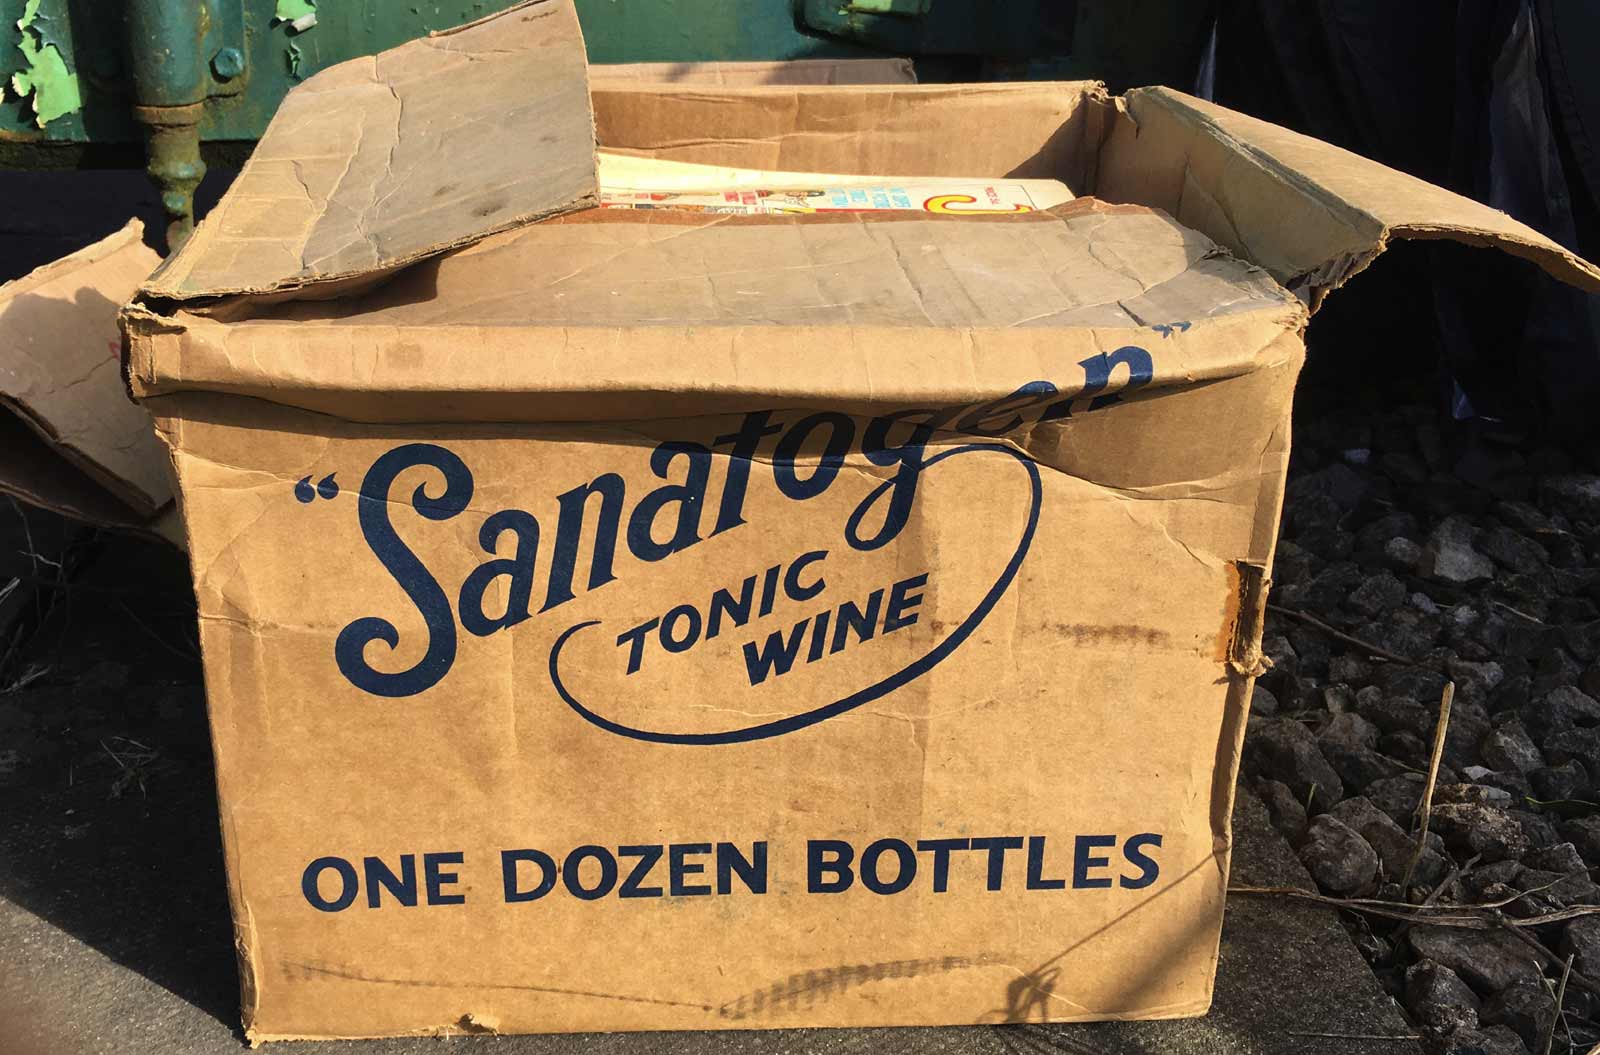 “Sanatogen”
TONIC
WINE
ONE DOZEN BOTTLES